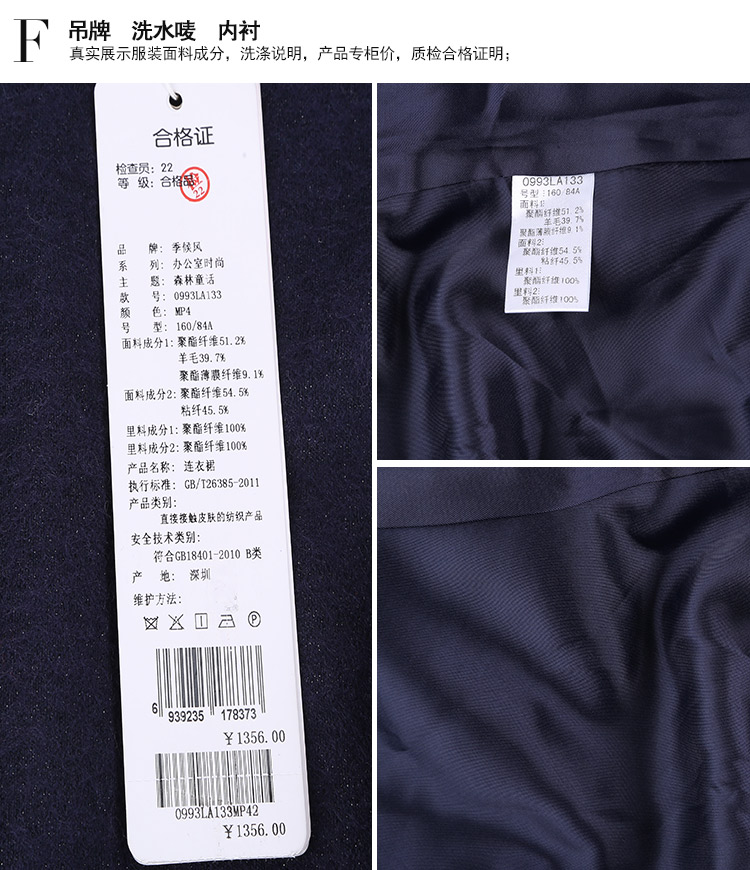 F
吊牌 洗水唛 内衬
真实展示服装面料成分，洗涤说明，产品专柜价，质检合格证明；
合格证
检查员：22
等 级：合格品
22
品 牌：季候风
系 列：办公室时尚
主 题：森林童话
款 号：0993LA133
颜 色：MP4
号 型：160/84A
面料成分1：聚酯纤维51.2%
羊毛39.7%
聚酯薄膜纤维9.1%
面料成分2：聚酯纤维54.5%
粘纤45.5%
里料成分1：聚酯纤维100%
里料成分2：聚酯纤维100%
产品名称：连衣裙
执行标准：GB/T26385-2011
产品类别：
直接接触皮肤的纺织产品
安全技术类别：
符合GB18401-2010 B类
产 地：深圳
维护方法：
P
6 939235 178373
￥1356.00
0993LA133MP42
￥1356.00
0993LA133
号型：160/84A
面料1：
聚酯纤维51.2%
羊毛39.7%
聚酯薄膜纤维9.1%
面料2：
聚酯纤维54.5%
粘纤45.5%
里料1：
聚酯纤维100%
里料2：
聚酯纤维100%